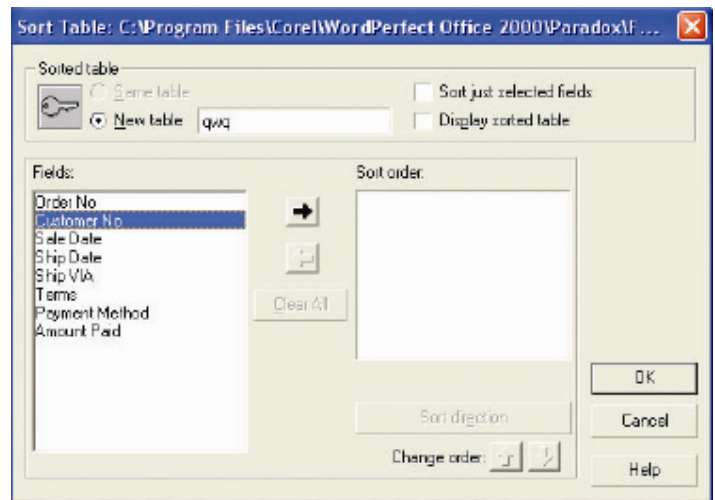 Sort Table: C:\Program Files\Corel\WordPerfect Office 2000\Paradox\F...
Sorted table
Same table
New table qwq
Sort just selected fields
Display sorted table
Fields:
Sort order:
Order No
Customer No
Sale Date
Ship Date
Ship VIA
Terms
Payment Method
Amount Paid
Clear All
OK
Sort direction
Cancel
Change order:
Help